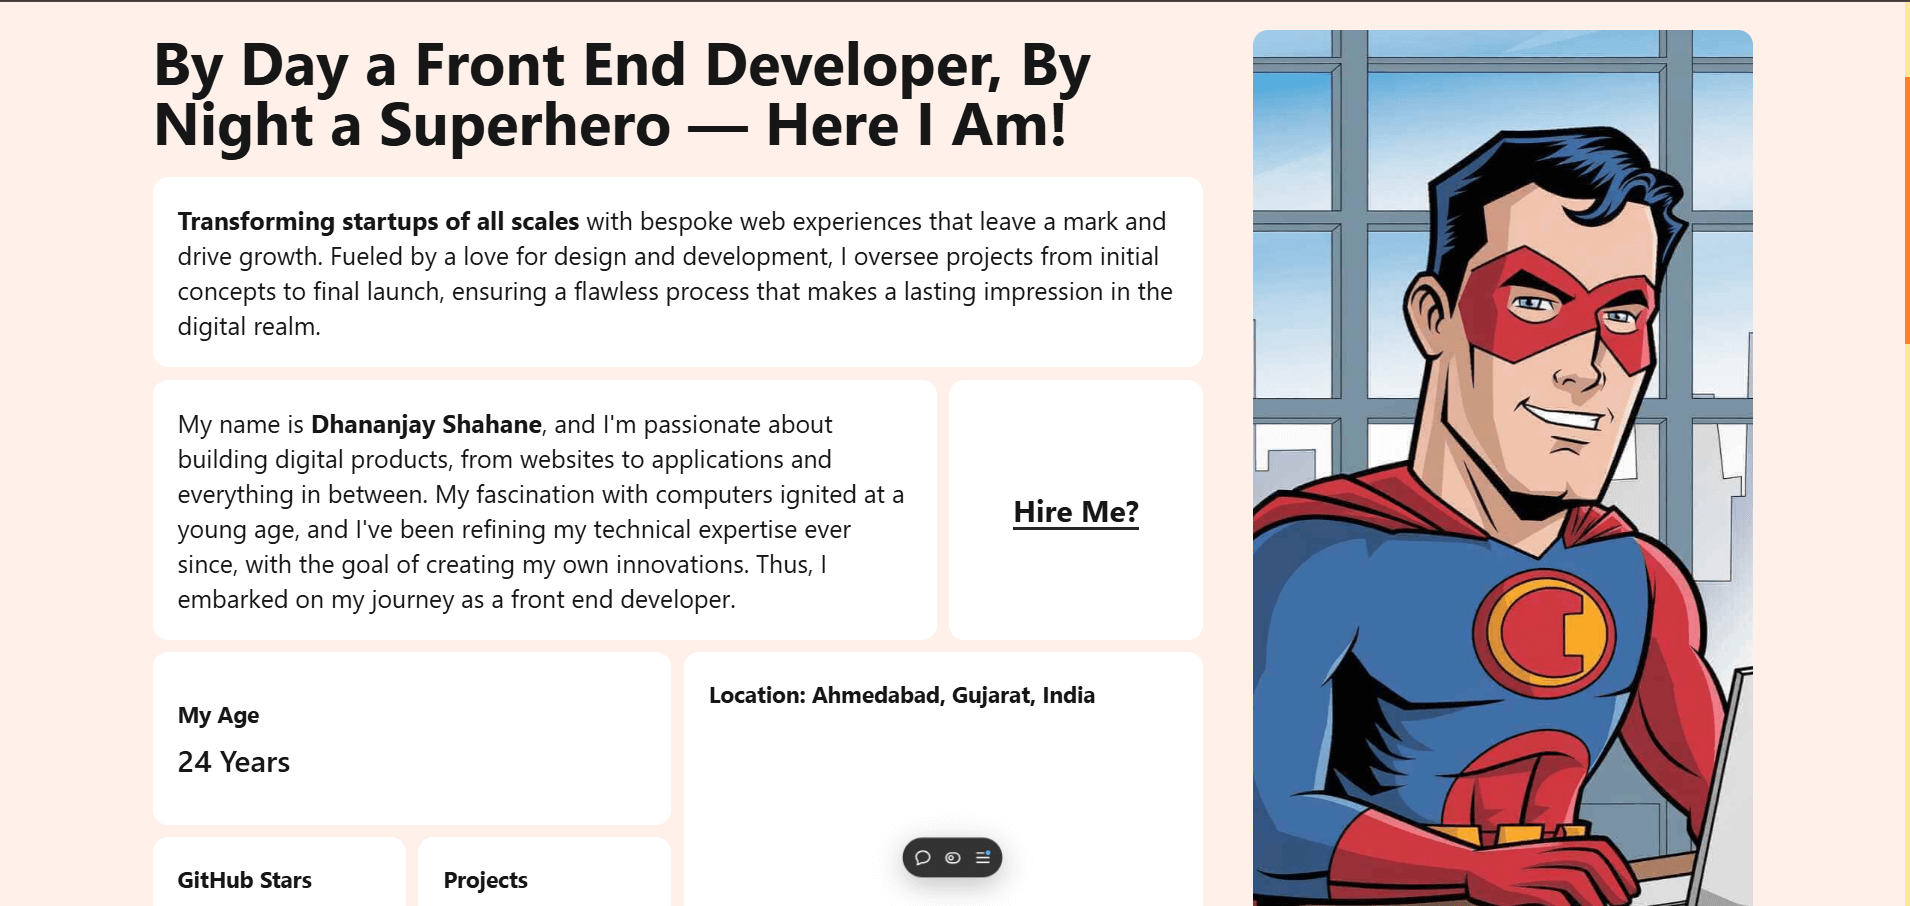 By Day a Front End Developer, By
Night a Superhero — Here I Am!
Transforming startups of all scales with bespoke web experiences that leave a mark and
drive growth. Fueled by a love for design and development, I oversee projects from initial
concepts to final launch, ensuring a flawless process that makes a lasting impression in the
digital realm.
My name is Dhananjay Shahane, and I'm passionate about
building digital products, from websites to applications and
everything in between. My fascination with computers ignited at a
young age, and I've been refining my technical expertise ever
since, with the goal of creating my own innovations. Thus, I
embarked on my journey as a front end developer.
Hire Me?
My Age
24 Years
Location: Ahmedabad, Gujarat, India
GitHub Stars
Projects